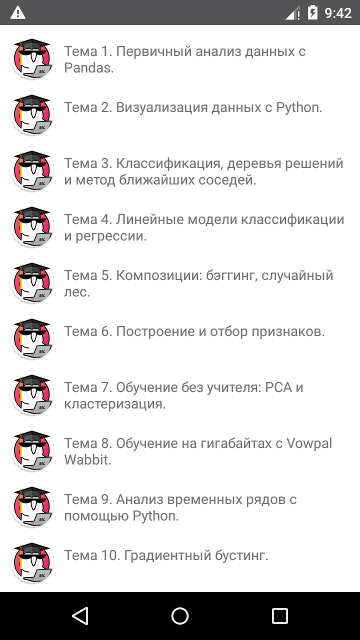 9:42
Тема 1. Первичный анализ данных с
Pandas.
Тема 2. Визуализация данных с Python.
Тема 3. Классификация, деревья решений
и метод ближайших соседей.
Тема 4. Линейные модели классификации
и регрессии.
Тема 5. Композиции: бэггинг, случайный
лес.
Тема 6. Построение и отбор признаков.
Тема 7. Обучение без учителя: PCA и
кластеризация.
Тема 8. Обучение на гигабайтах с Vowpal
Wabbit.
Тема 9. Анализ временных рядов с
помощью Python.
Тема 10. Градиентный бустинг.